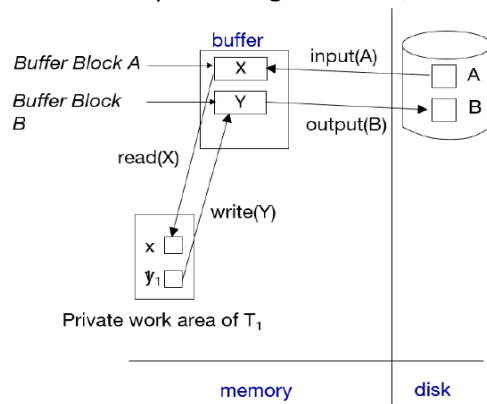 buffer
Buffer Block A
X
input(A)
A
Buffer Block
B
Y
output(B)
B
read(X)
write(Y)
x
y₁
Private work area of T₁
memory
disk